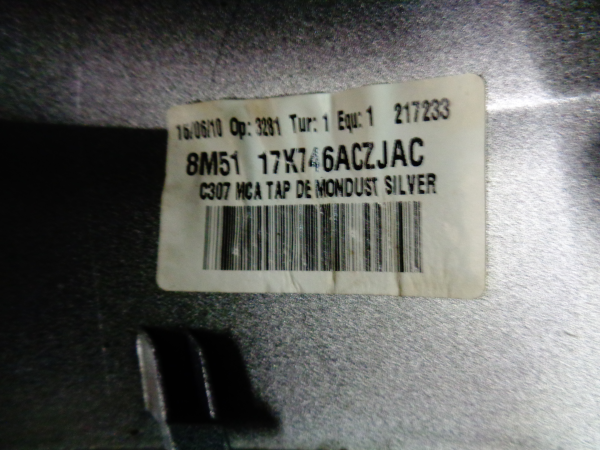 16/06/10 Op: 3281 Tur: 1 Equ: 1 217233
8M51 17K746ACZJAC
C307 MCA TAP DE MONDUST SILVER